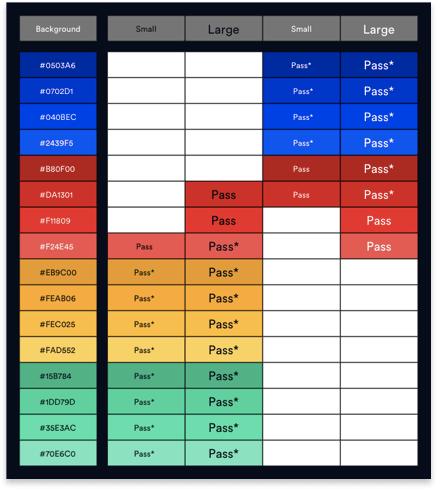 Background Small Large Small Large
#0503A6 Pass* Pass*
#0702D1 Pass* Pass*
#040BEC Pass* Pass*
#2439F5 Pass* Pass*
#B80F00 Pass Pass*
#DA1301 Pass Pass Pass*
#F11809 Pass Pass
#F24E45 Pass Pass* Pass
#EB9C00 Pass* Pass*
#FEAB06 Pass* Pass*
#FEC025 Pass* Pass*
#FAD552 Pass* Pass*
#15B784 Pass* Pass*
#1DD79D Pass* Pass*
#35E3AC Pass* Pass*
#70E6C0 Pass* Pass*